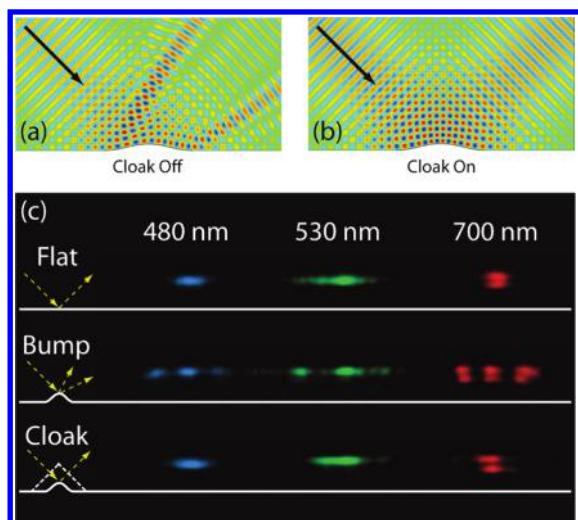 (a)
(b)
Cloak Off
Cloak On
(c)
480 nm 530 nm 700 nm
Flat
Bump
Cloak